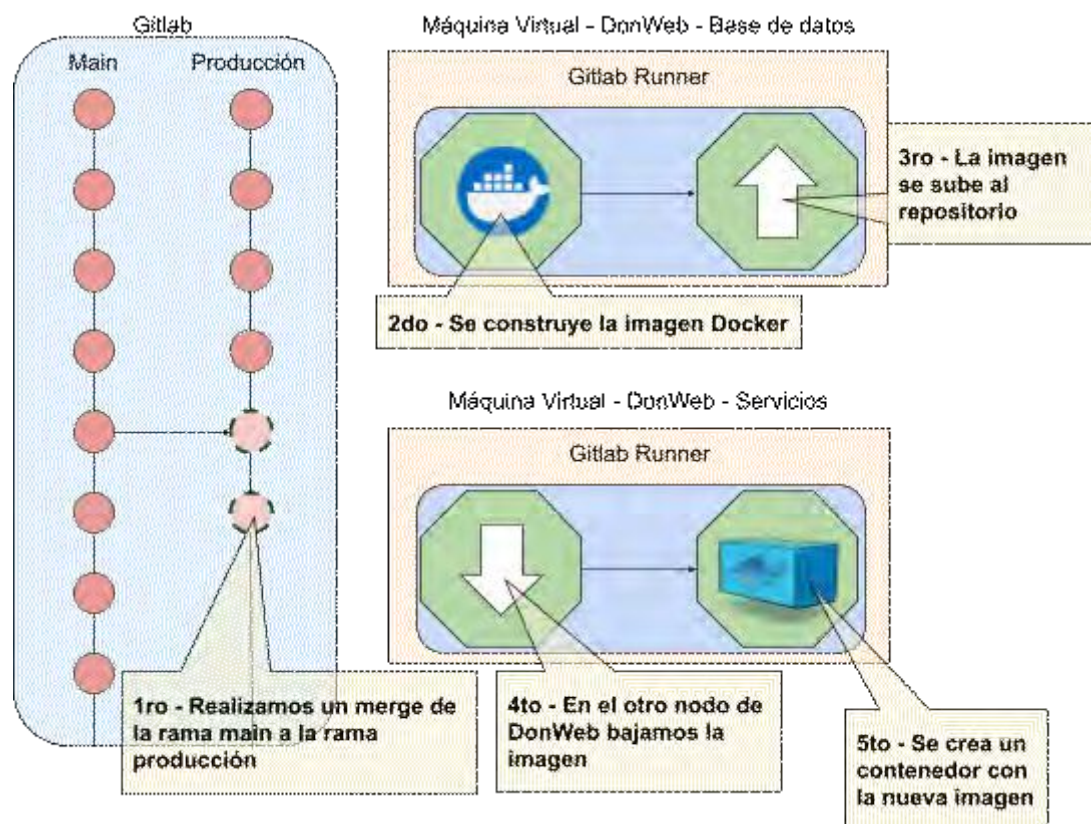 Gitlab
Main
Producción
Máquina Virtual - DonWeb - Base de datos
Gitlab Runner
3ro - La imagen
se sube al
repositorio
2do - Se construye la imagen Docker
Máquina Virtual - DonWeb - Servicios
Gitlab Runner
1ro - Realizamos un merge de
la rama main a la rama
producción
4to - En el otro nodo de
DonWeb bajamos la
imagen
5to - Se crea un
contenedor con
la nueva imagen